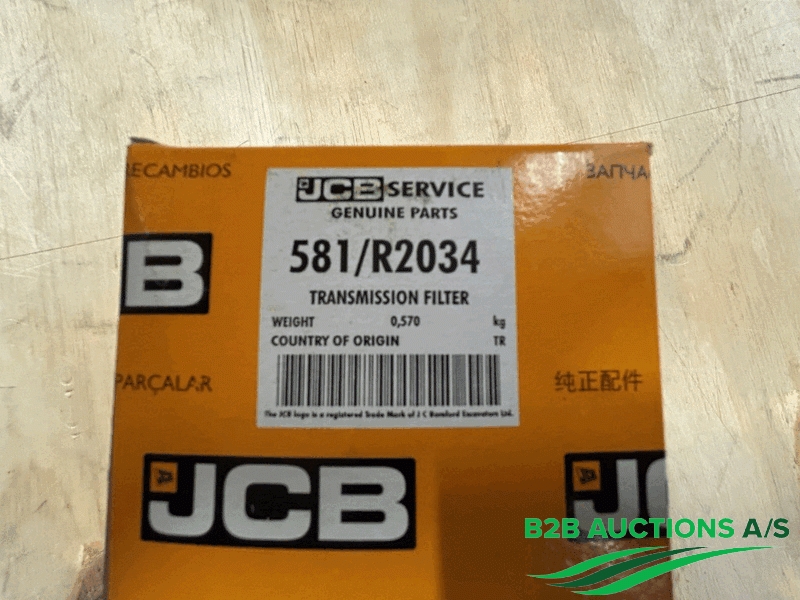 RECAMBIOS
ЗАПЧА
JCB SERVICE
GENUINE PARTS
581/R2034
TRANSMISSION FILTER
WEIGHT 0,570 kg
COUNTRY OF ORIGIN TR
The JCB logo is a registered Trade Mark of J C Bamford Excavators Ltd.
B
PARÇALAR
纯正配件
JCB
JC
B2B AUCTIONS A/S